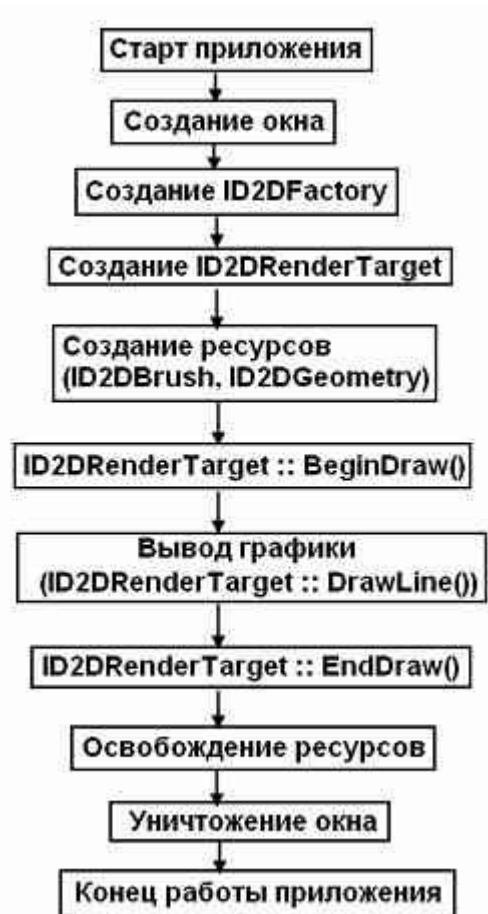 Старт приложения
Создание окна
Создание ID2DFactory
Создание ID2DRenderTarget
Создание ресурсов
(ID2DBrush, ID2DGeometry)
ID2DRenderTarget :: BeginDraw()
Вывод графики
(ID2DRenderTarget :: DrawLine())
ID2DRenderTarget :: EndDraw()
Освобождение ресурсов
Уничтожение окна
Конец работы приложения